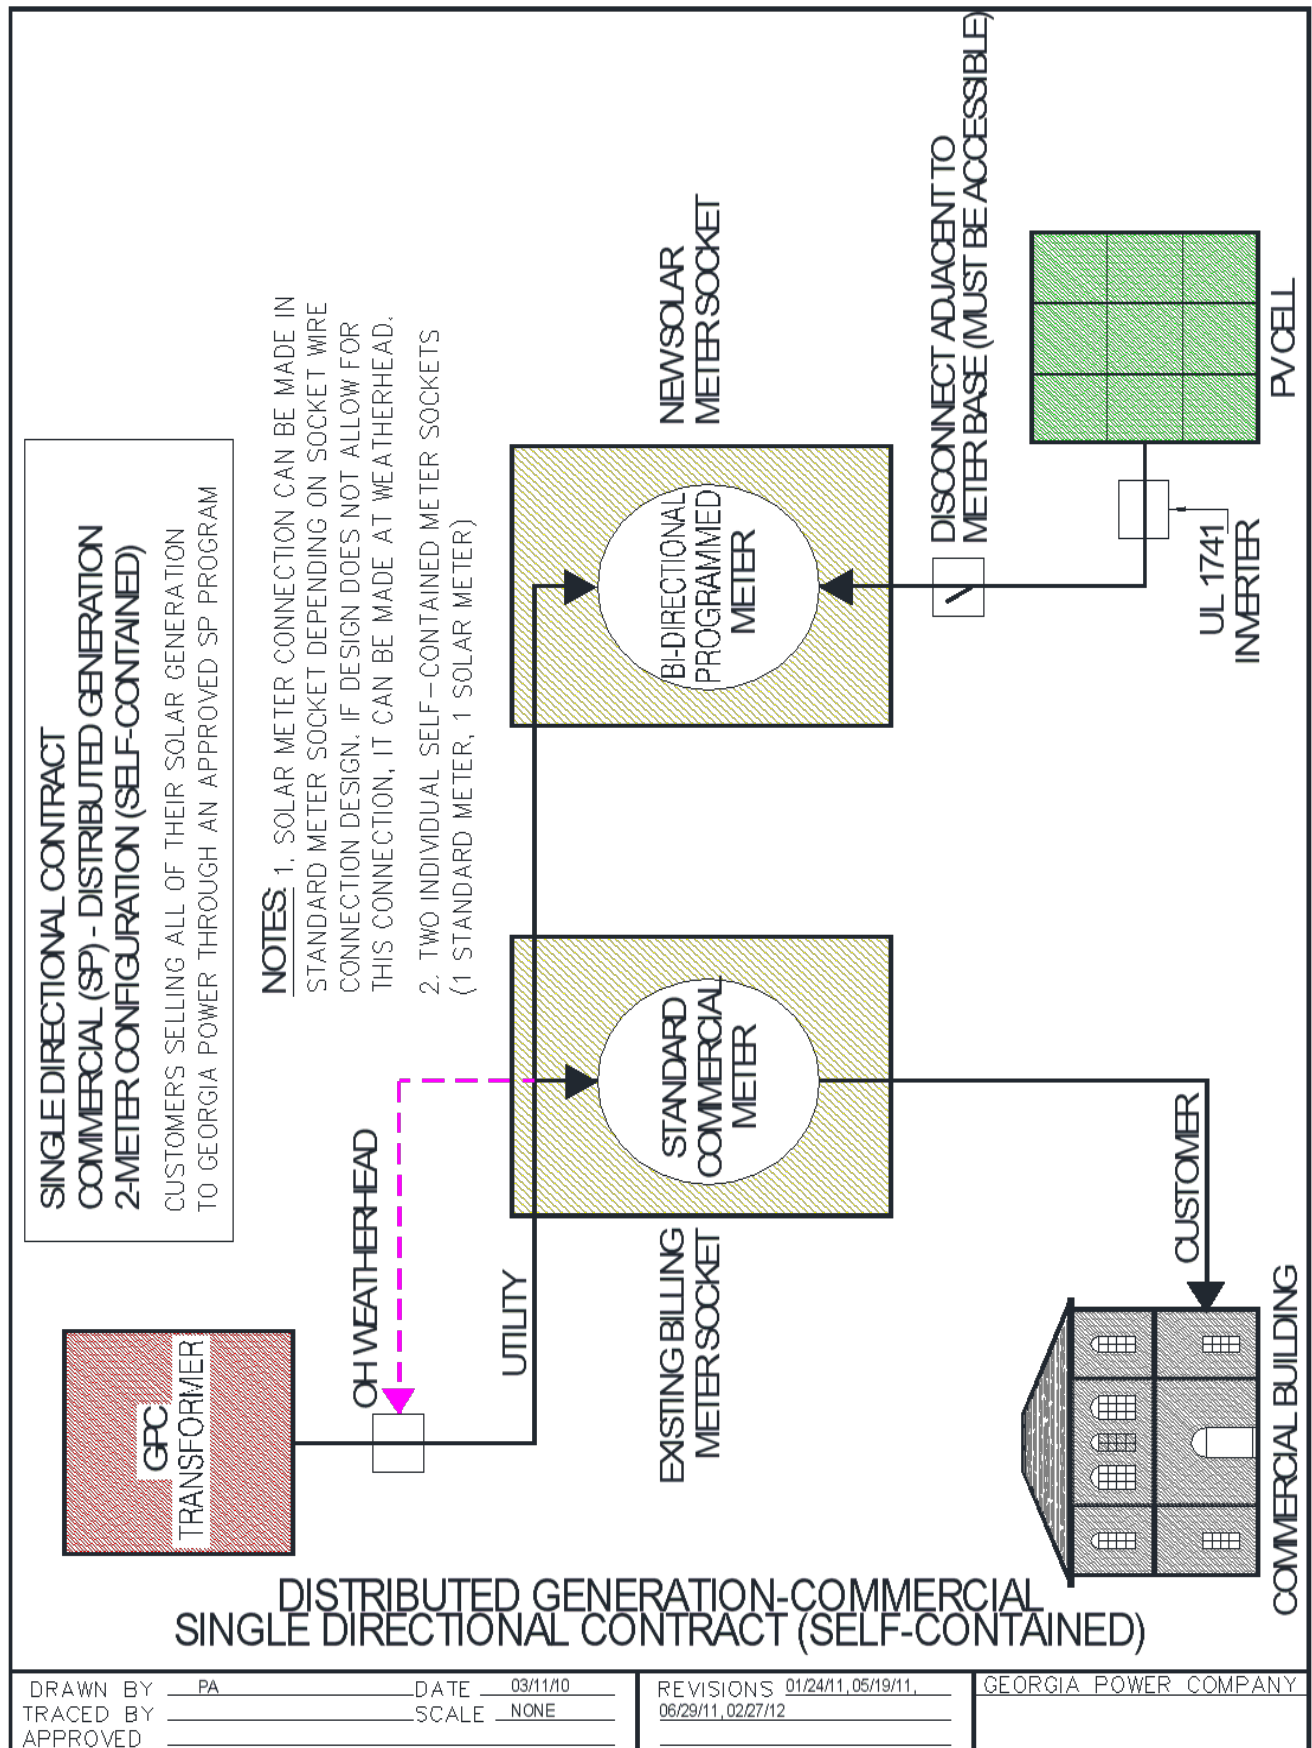 SINGLE DIRECTIONAL CONTRACT
COMMERCIAL (SP) - DISTRIBUTED GENERATION
2-METER CONFIGURATION (SELF-CONTAINED)
CUSTOMERS SELLING ALL OF THEIR SOLAR GENERATION
TO GEORGIA POWER THROUGH AN APPROVED SP PROGRAM
NOTES: 1. SOLAR METER CONNECTION CAN BE MADE IN
STANDARD METER SOCKET DEPENDING ON SOCKET WIRE
CONNECTION DESIGN. IF DESIGN DOES NOT ALLOW FOR
THIS CONNECTION, IT CAN BE MADE AT WEATHERHEAD.
2. TWO INDIVIDUAL SELF-CONTAINED METER SOCKETS
(1 STANDARD METER, 1 SOLAR METER)
GPC
TRANSFORMER
OH WEATHERHEAD
UTILITY
EXISTING BILLING
METER SOCKET
STANDARD
COMMERCIAL
METER
NEW SOLAR
METER SOCKET
BI-DIRECTIONAL
PROGRAMMED
METER
DISCONNECT ADJACENT TO
METER BASE (MUST BE ACCESSIBLE)
UL 1741
INVERTER
PV CELL
CUSTOMER
COMMERCIAL BUILDING
DISTRIBUTED GENERATION-COMMERCIAL
SINGLE DIRECTIONAL CONTRACT (SELF-CONTAINED)
DRAWN BY PA DATE 03/11/10
TRACED BY SCALE NONE
APPROVED
REVISIONS 01/24/11, 05/19/11,
06/29/11, 02/27/12
GEORGIA POWER COMPANY